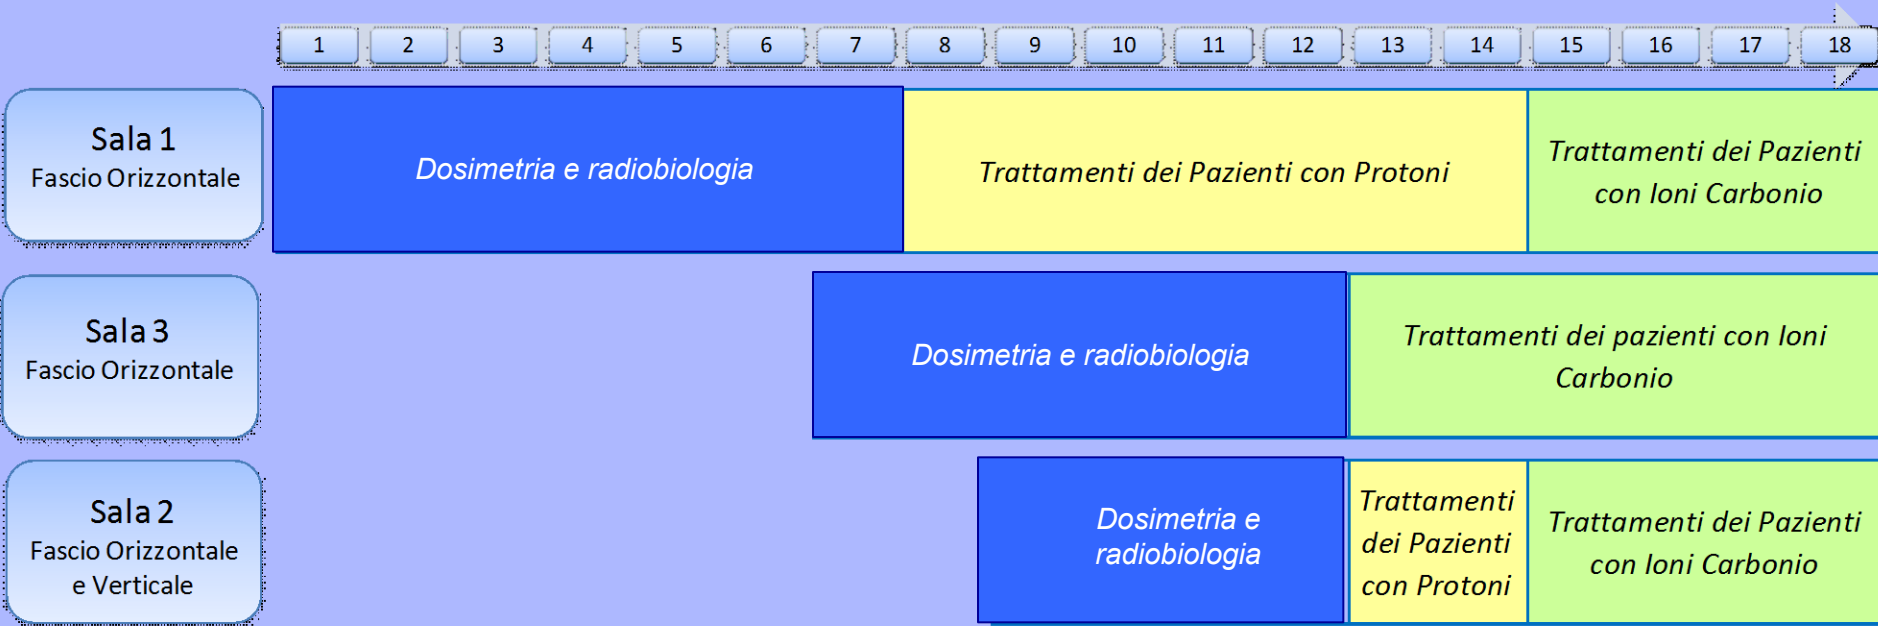 1 2 3 4 5 6 7 8 9 10 11 12 13 14 15 16 17 18
Sala 1
Fascio Orizzontale
Dosimetria e radiobiologia
Trattamenti dei Pazienti con Protoni
Trattamenti dei Pazienti
con Ioni Carbonio
Sala 3
Fascio Orizzontale
Dosimetria e radiobiologia
Trattamenti dei pazienti con Ioni
Carbonio
Sala 2
Fascio Orizzontale
e Verticale
Dosimetria e
radiobiologia
Trattamenti
dei Pazienti
con Protoni
Trattamenti dei Pazienti
con Ioni Carbonio